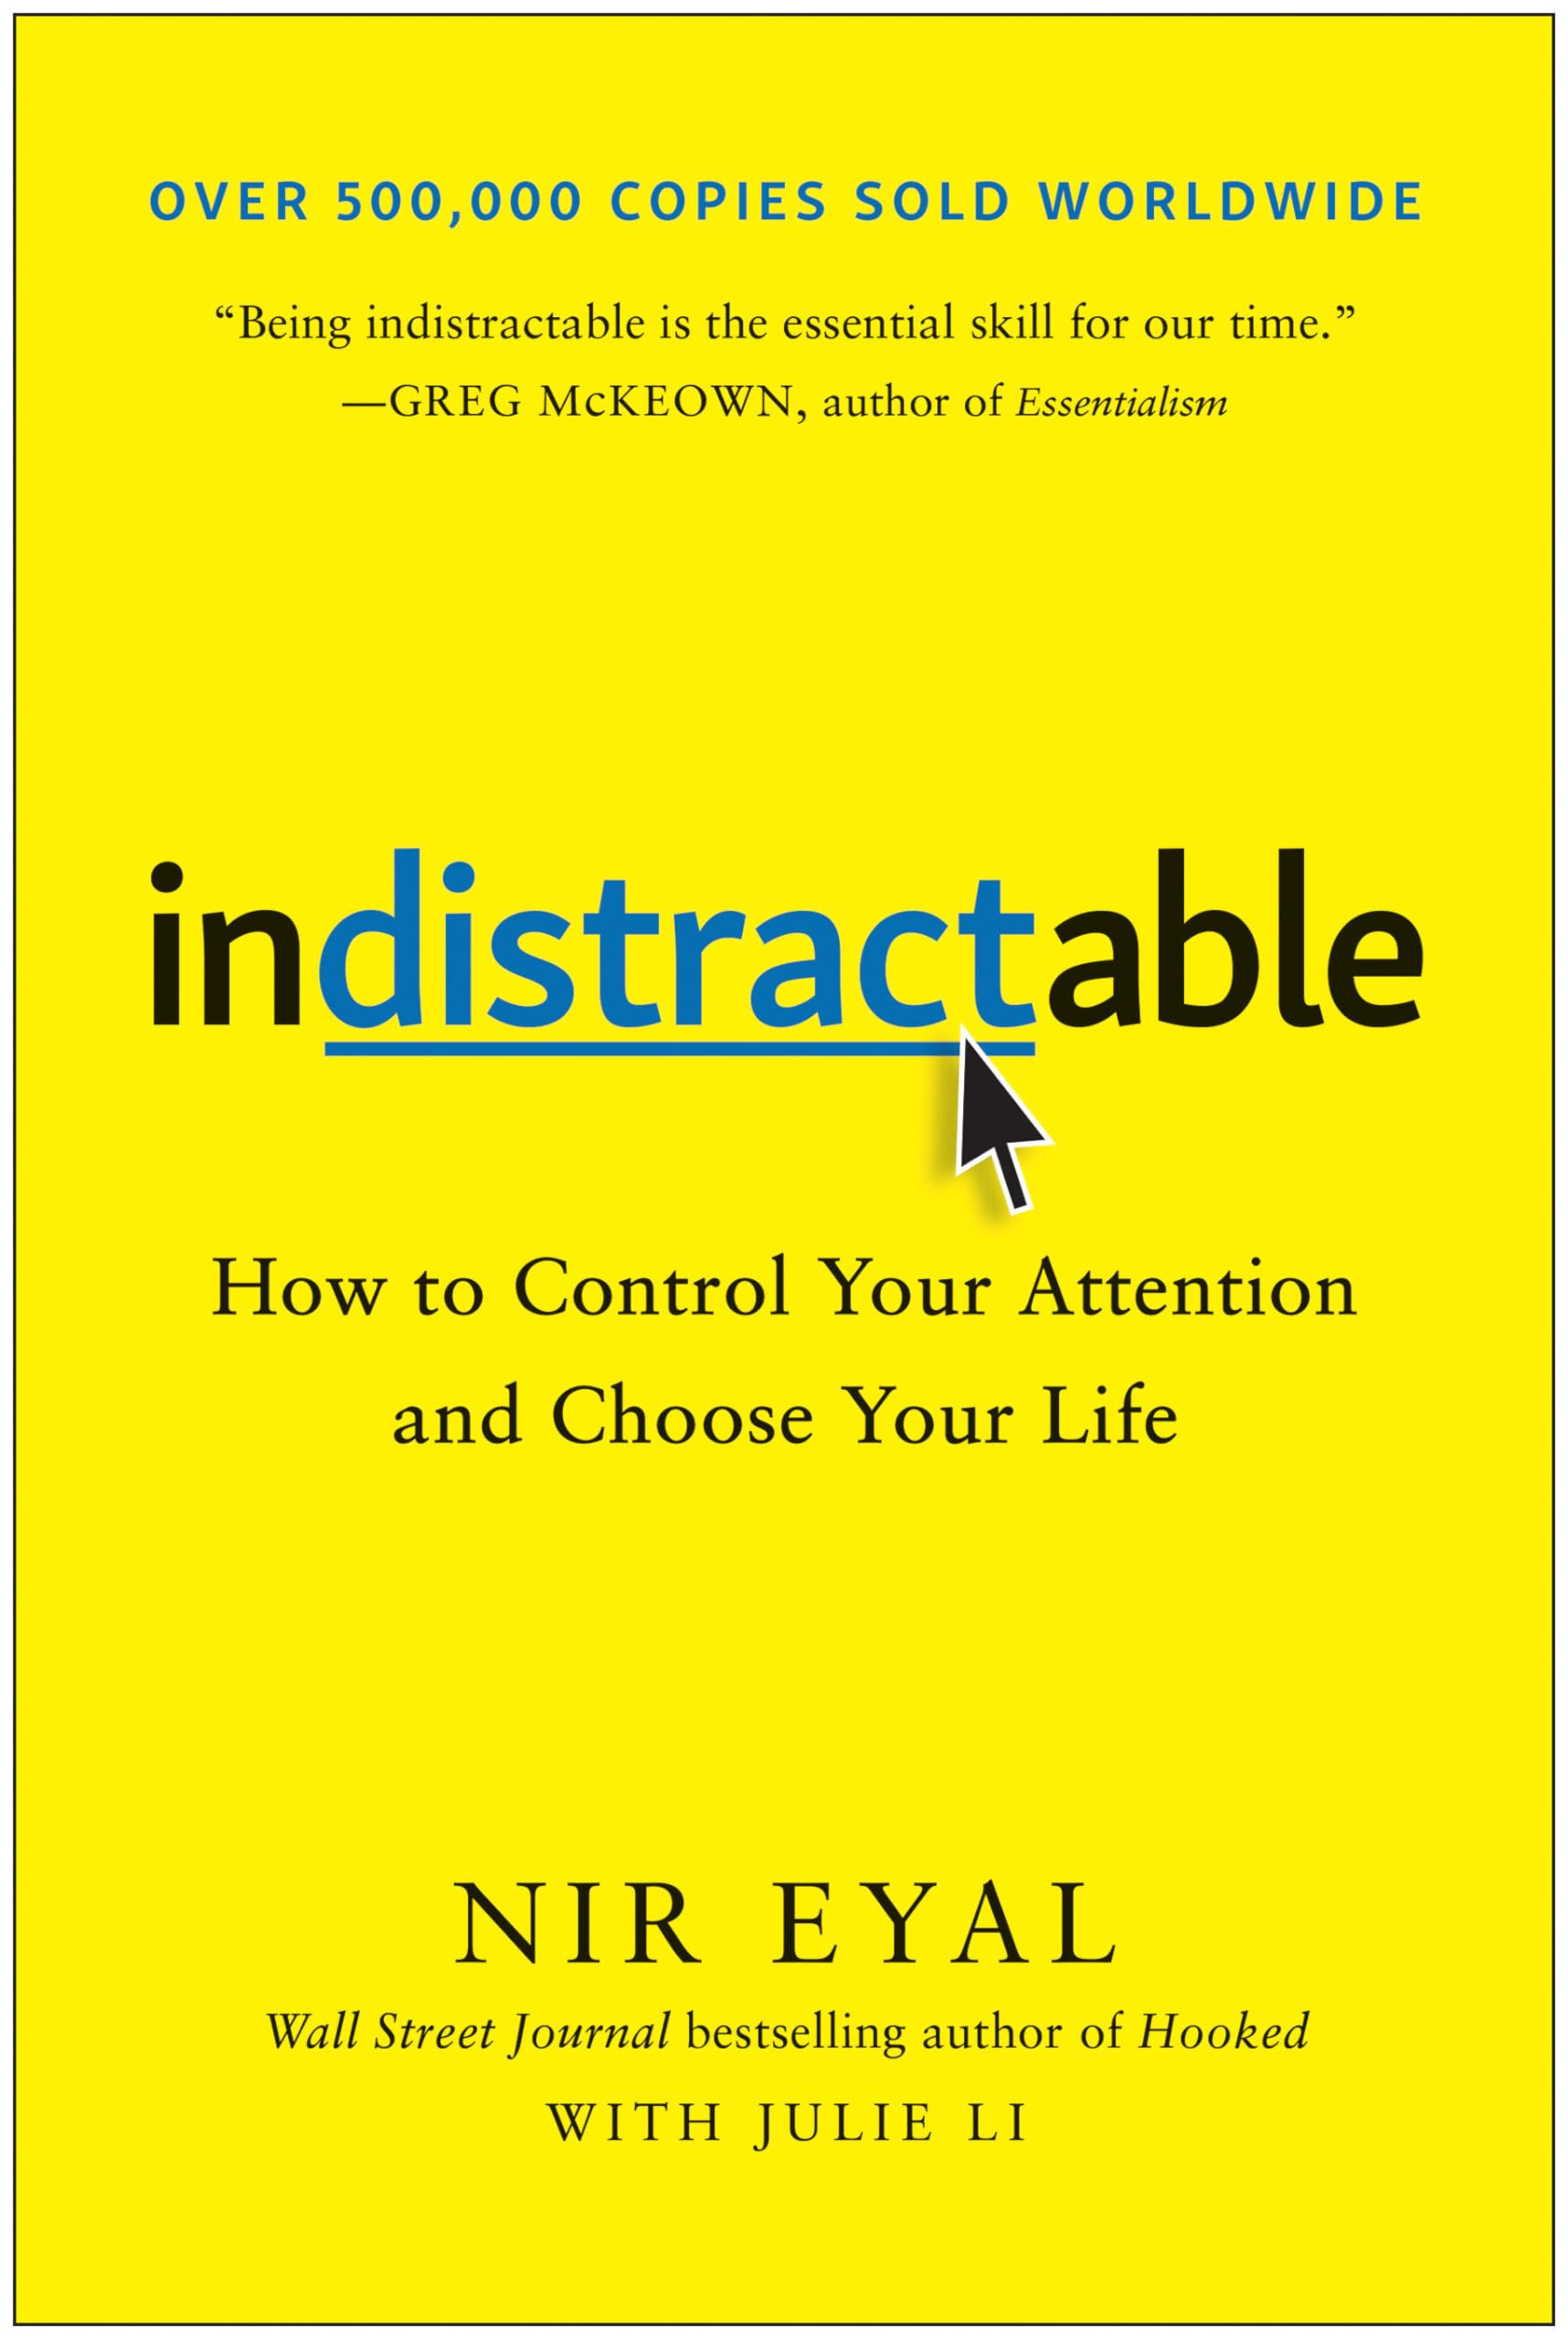 OVER 500,000 COPIES SOLD WORLDWIDE
“Being indistractable is the essential skill for our time.”
—GREG McKEOWN, author of Essentialism
indistractable
How to Control Your Attention
and Choose Your Life
NIR EYAL
Wall Street Journal bestselling author of Hooked
WITH JULIE LI